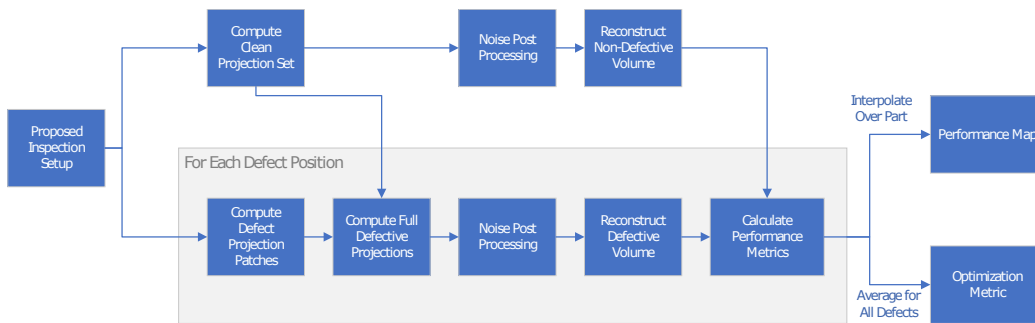 Compute
Clean
Projection Set
Noise Post
Processing
Reconstruct
Non-Defective
Volume
Proposed
Inspection
Setup
Interpolate
Over Part
Performance Map
For Each Defect Position
Compute
Defect
Projection
Patches
Compute Full
Defective
Projections
Noise Post
Processing
Reconstruct
Defective
Volume
Calculate
Performance
Metrics
Average for
All Defects
Optimization
Metric